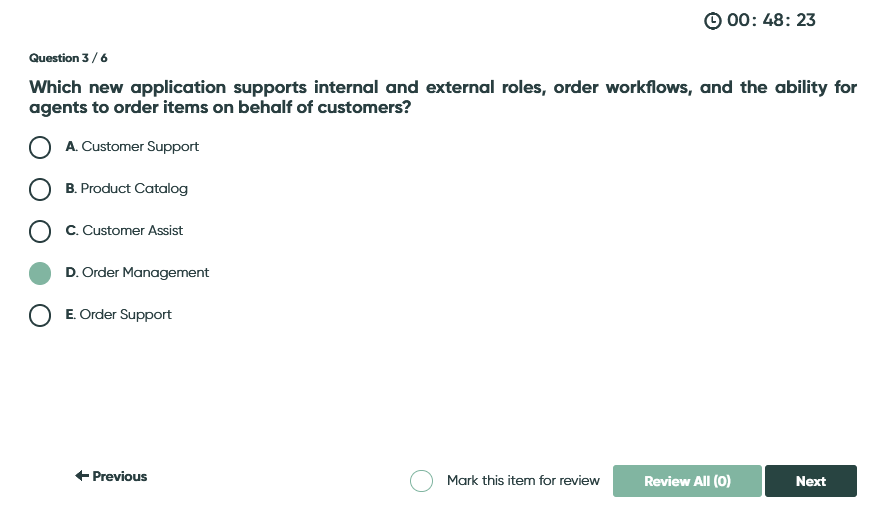 00: 48: 23
Question 3 / 6
Which new application supports internal and external roles, order workflows, and the ability for
agents to order items on behalf of customers?
A. Customer Support
B. Product Catalog
C. Customer Assist
D. Order Management
E. Order Support
Previous
Mark this item for review
Review All (0)
Next